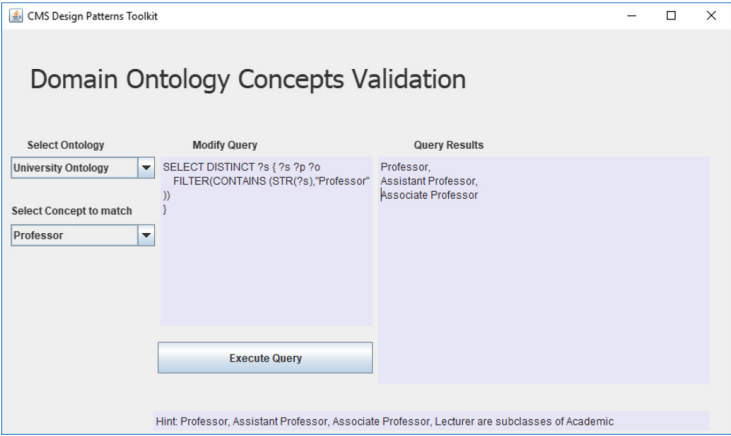 CMS Design Patterns Toolkit
Domain Ontology Concepts Validation
Select Ontology
University Ontology
Select Concept to match
Professor
Modify Query
SELECT DISTINCT ?s { ?s ?p ?o
FILTER(CONTAINS (STR(?s),"Professor"
))
}
Execute Query
Query Results
Professor,
Assistant Professor,
Associate Professor
Hint: Professor, Assistant Professor, Associate Professor, Lecturer are subclasses of Academic